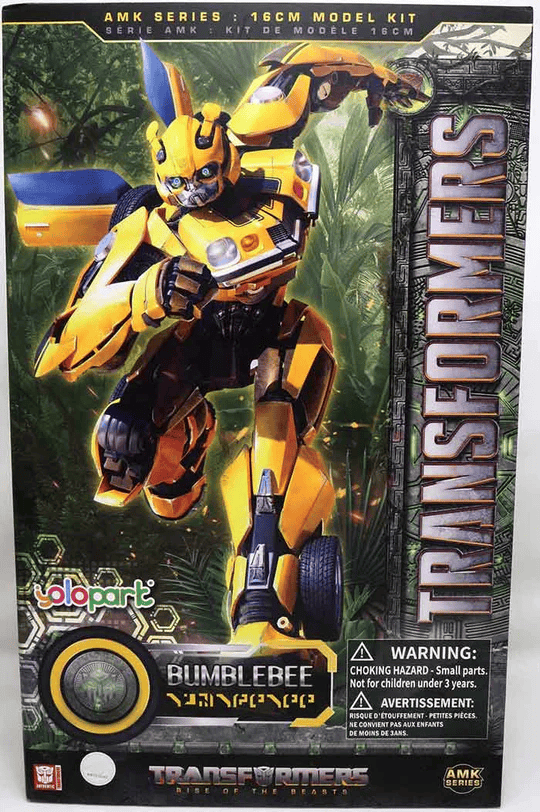 AMK SERIES : 16CM MODEL KIT
SÉRIE AMK : KIT DE MODÈLE 16CM
TRANSFORMERS
yolopart
BUMBLEBEE
WARNING:
CHOKING HAZARD - Small parts.
Not for children under 3 years.
AVERTISSEMENT:
RISQUE D'ÉTOUFFEMENT - PETITES PIÈCES.
NE CONVIENT PAS AUX ENFANTS
DE MOINS DE 3ANS.
TRANSFORMERS
RISE OF THE BEASTS
AMK
SERIES